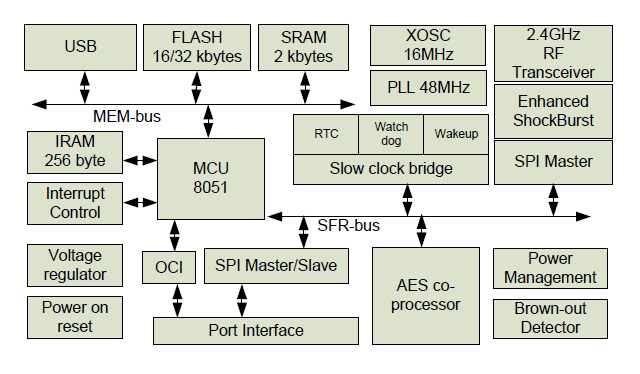 USB
FLASH
16/32 kbytes
SRAM
2 kbytes
XOSC
16MHz
2.4GHz
RF
Transceiver
PLL 48MHz
MEM-bus
Enhanced
ShockBurst
IRAM
256 byte
MCU
8051
RTC
Watch
dog
Wakeup
Slow clock bridge
SPI Master
Interrupt
Control
SFR-bus
Voltage
regulator
OCI
SPI Master/Slave
AES co-
processor
Power
Management
Power on
reset
Port Interface
Brown-out
Detector